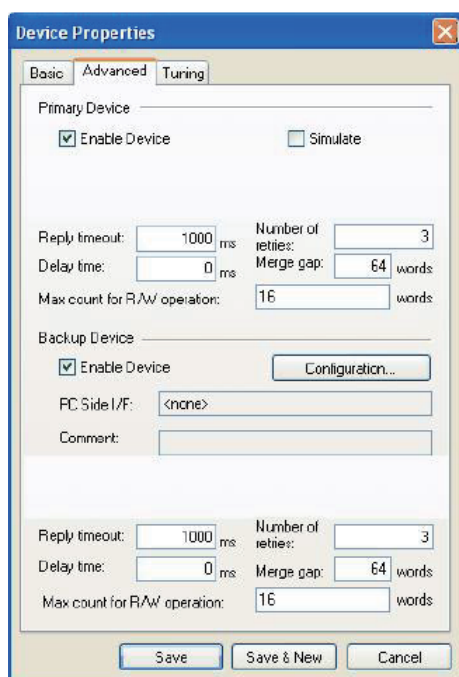 Device Properties
Basic Advanced Tuning
Primary Device
Enable Device Simulate
Reply timeout: 1000 ms Number of retries: 3
Delay time: 0 ms Merge gap: 64 words
Max count for R/W operation: 16
Backup Device
Enable Device Configuration...
PC Side I/F: <none>
Comment:
Reply timeout: 1000 ms Number of retries: 3
Delay time: 0 ms Merge gap: 64 words
Max count for R/W operation: 16 words
Save Save & New Cancel